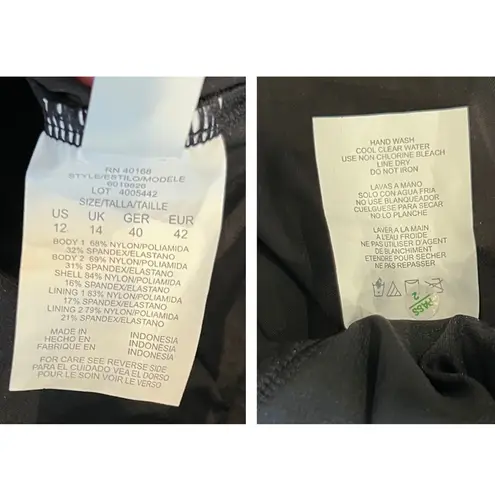 RN 40168
STYLE/ESTILO/MODELE
6019826
LOT 4005442
SIZE/TALLA/TAILLE
US UK GER EUR
12 14 40 42
BODY 1 68% NYLON/POLIAMIDA
32% SPANDEX/ELASTANO
BODY 2 69% NYLON/POLIAMIDA
31% SPANDEX/ELASTANO
SHELL 84% NYLON/POLIAMIDA
16% SPANDEX/ELASTANO
LINING 1 83% NYLON/POLIAMIDA
17% SPANDEX/ELASTANO
LINING 2 79% NYLON/POLIAMIDA
21% SPANDEX/ELASTANO
MADE IN INDONESIA
HECHO EN INDONESIA
FABRIQUE EN INDONESIA
FOR CARE SEE REVERSE SIDE
PARA EL CUIDADO VEA EL DORSO
POUR L'ENTRETIEN VOIR LE VERSO
HAND WASH
COOL CLEAR WATER
USE NON CHLORINE BLEACH
LINE DRY
DO NOT IRON
LAVAS A MANO
SOLO CON AGUA FRIA
NO USE BLANQUEADOR
CUELGUESE PARA SECAR
NO LO PLANCHE
LAVER A LA MAIN
A L'EAU FROIDE
NE PAS UTILISER D'AGENT
DE BLANCHIMENT
ETENDRE POUR SECHER
NE PAS REPASSER
PASS
2